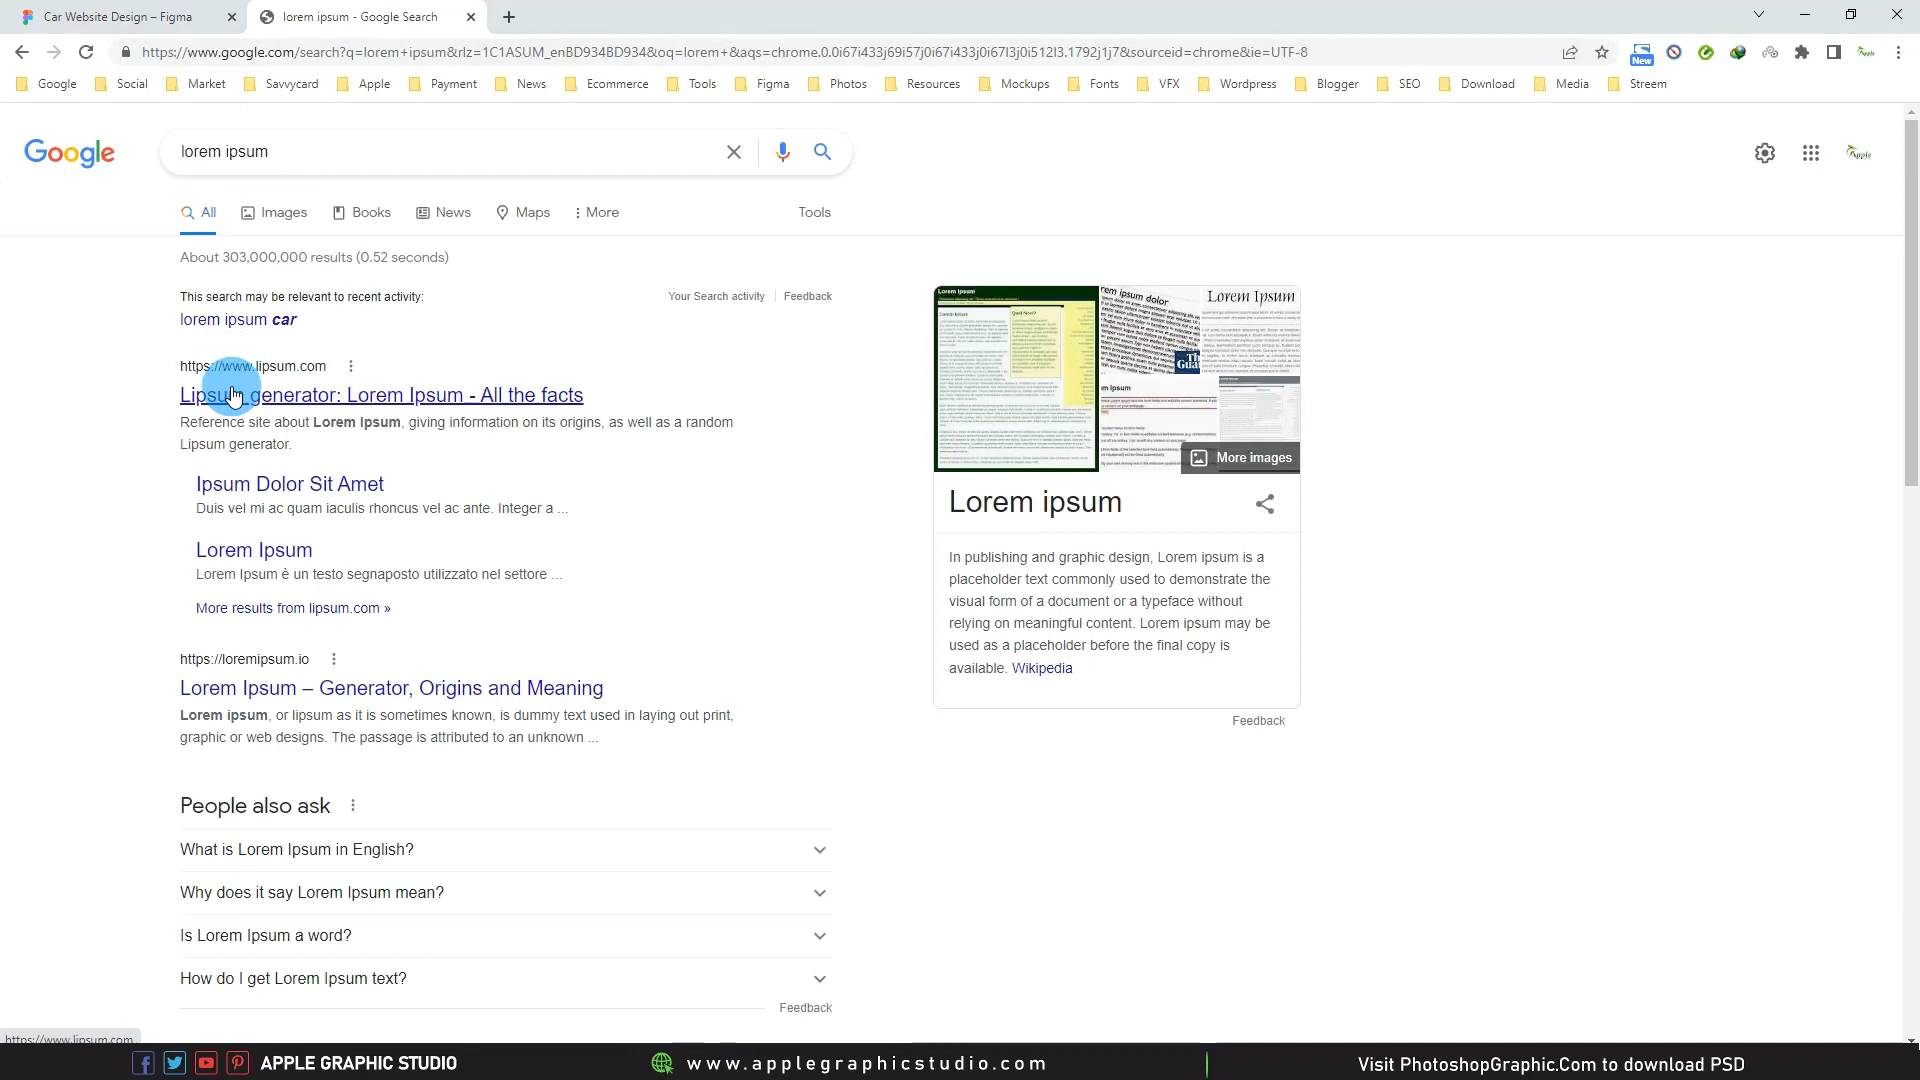 Car Website Design – Figma
lorem ipsum - Google Search
https://www.google.com/search?q=lorem+ipsum&rlz=1C1ASUM_enBD934BD934&oq=lorem+&aqs=chrome.0.0i67i433j69i57j0i67i433j0i67l3j0i512l3.1792j1j7&sourceid=chrome&ie=UTF-8
New
Google Social Market Savvycard Apple Payment News Ecommerce Tools Figma Photos Resources Mockups Fonts VFX Wordpress Blogger SEO Download Media Streem
Google
lorem ipsum
Apple
All Images Books News Maps More Tools
About 303,000,000 results (0.52 seconds)
This search may be relevant to recent activity:
Your Search activity Feedback
lorem ipsum car
https://www.lipsum.com
Lipsum generator: Lorem Ipsum - All the facts
Reference site about Lorem Ipsum, giving information on its origins, as well as a random
Lipsum generator.
Ipsum Dolor Sit Amet
Duis vel mi ac quam iaculis rhoncus vel ac ante. Integer a ...
Lorem Ipsum
Lorem Ipsum è un testo segnaposto utilizzato nel settore ...
More results from lipsum.com »
https://loremipsum.io
Lorem Ipsum – Generator, Origins and Meaning
Lorem ipsum, or lipsum as it is sometimes known, is dummy text used in laying out print,
graphic or web designs. The passage is attributed to an unknown ...
People also ask
What is Lorem Ipsum in English?
Why does it say Lorem Ipsum mean?
Is Lorem Ipsum a word?
How do I get Lorem Ipsum text?
Feedback
Lorem Ipsum
rem ipsum dolor
Lorem Ipsum
More images
Lorem ipsum
In publishing and graphic design, Lorem ipsum is a
placeholder text commonly used to demonstrate the
visual form of a document or a typeface without
relying on meaningful content. Lorem ipsum may be
used as a placeholder before the final copy is
available. Wikipedia
Feedback
https://www.lipsum.com
APPLE GRAPHIC STUDIO
www.applegraphicstudio.com
Visit PhotoshopGraphic.Com to download PSD